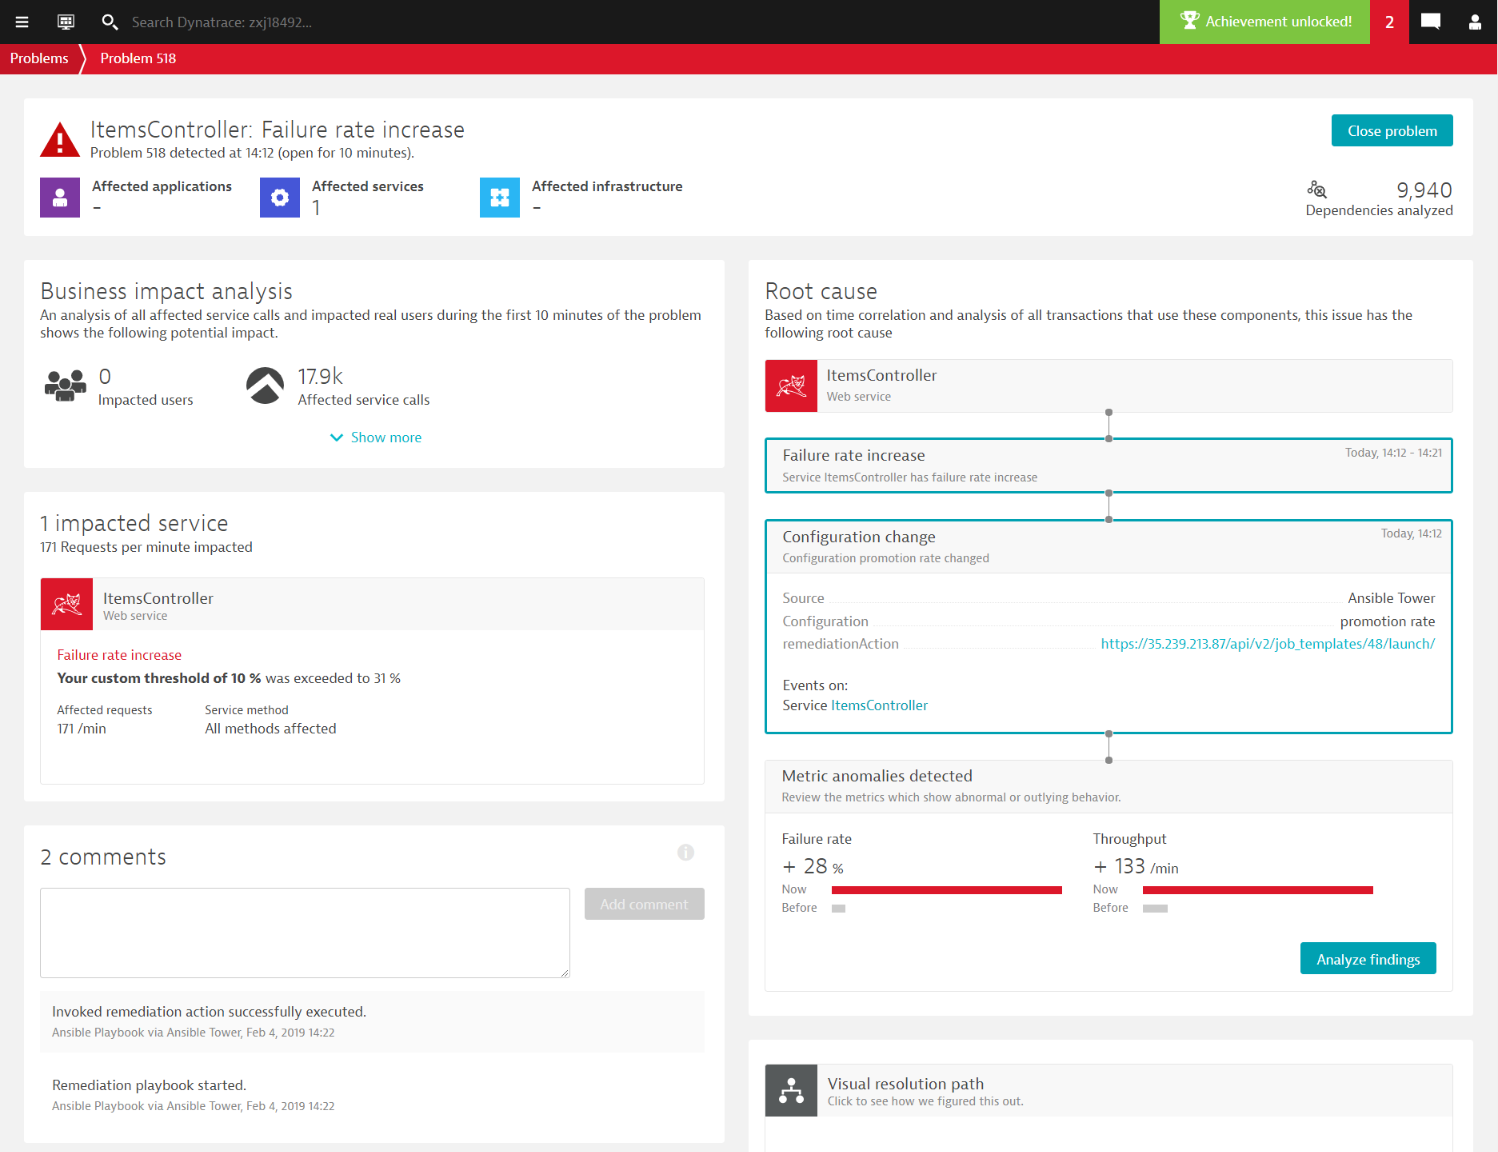 Search Dynatrace: zxj18492...
Achievement unlocked!
2
Problems
Problem 518
ItemsController: Failure rate increase
Problem 518 detected at 14:12 (open for 10 minutes).
Close problem
Affected applications
-
Affected services
1
Affected infrastructure
-
9,940
Dependencies analyzed
Business impact analysis
An analysis of all affected service calls and impacted real users during the first 10 minutes of the problem
shows the following potential impact.
0
Impacted users
17.9k
Affected service calls
Show more
1 impacted service
171 Requests per minute impacted
ItemsController
Web service
Failure rate increase
Your custom threshold of 10 % was exceeded to 31 %
Affected requests
171 /min
Service method
All methods affected
2 comments
Add comment
Invoked remediation action successfully executed.
Ansible Playbook via Ansible Tower, Feb 4, 2019 14:22
Remediation playbook started.
Ansible Playbook via Ansible Tower, Feb 4, 2019 14:22
Root cause
Based on time correlation and analysis of all transactions that use these components, this issue has the
following root cause
ItemsController
Web service
Failure rate increase
Today, 14:12 - 14:21
Service ItemsController has failure rate increase
Configuration change
Today, 14:12
Configuration promotion rate changed
Source Ansible Tower
Configuration promotion rate
remediationAction https://35.239.213.87/api/v2/job_templates/48/launch/
Events on:
Service ItemsController
Metric anomalies detected
Review the metrics which show abnormal or outlying behavior.
Failure rate
+ 28 %
Now
Before
Throughput
+ 133 /min
Now
Before
Analyze findings
Visual resolution path
Click to see how we figured this out.